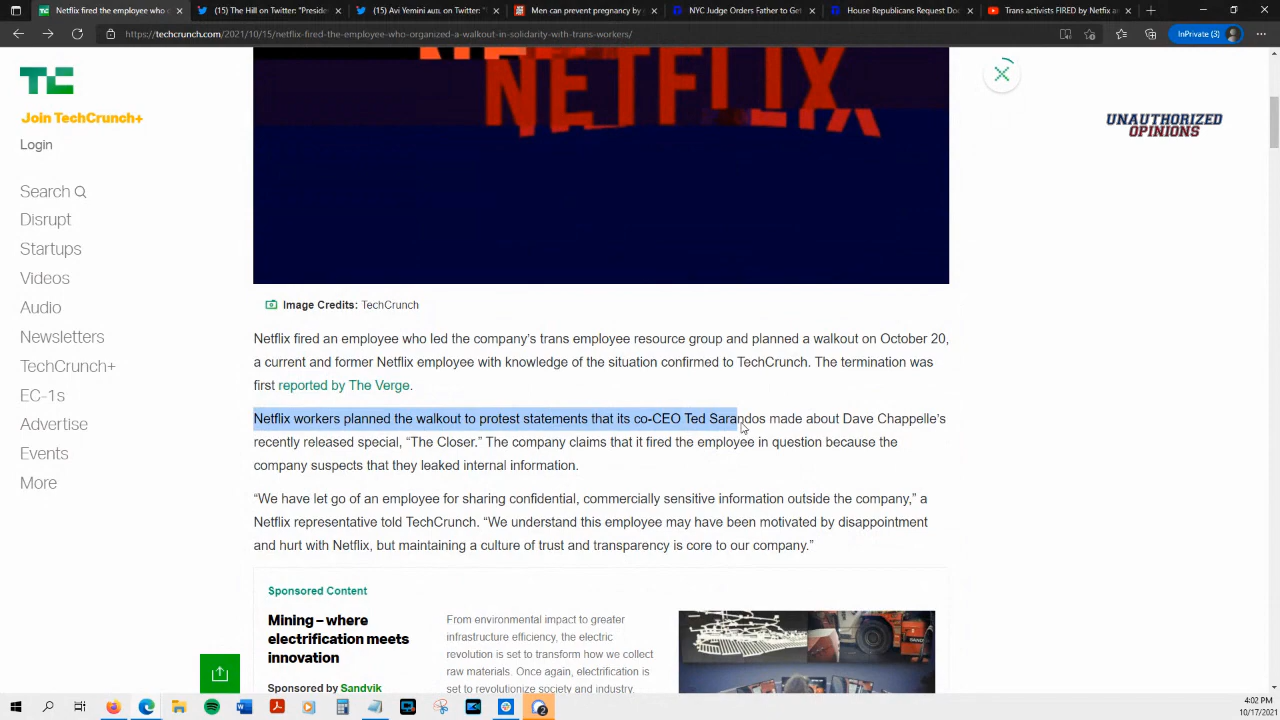 Netflix fired the employee who o
(1) The Hill on Twitter: "Preside
(5) Avi Yemini 🇦🇺 on Twitter: "
Men can prevent pregnancy by
NYC Judge Orders Father to Get
House Republicans Request Do
Trans activists FIRED by Netflix a
https://techcrunch.com/2021/10/15/netflix-fired-the-employee-who-organized-a-walkout-in-solidarity-with-trans-workers/
InPrivate (3)
NETFLIX
TC
Join TechCrunch+
Login
Search
Disrupt
Startups
Videos
Audio
Newsletters
TechCrunch+
EC-1s
Advertise
Events
More
UNAUTHORIZED
OPINIONS
Image Credits: TechCrunch
Netflix fired an employee who led the company's trans employee resource group and planned a walkout on October 20,
a current and former Netflix employee with knowledge of the situation confirmed to TechCrunch. The termination was
first reported by The Verge.
Netflix workers planned the walkout to protest statements that its co-CEO Ted Sarandos made about Dave Chappelle's
recently released special, “The Closer.” The company claims that it fired the employee in question because the
company suspects that they leaked internal information.
“We have let go of an employee for sharing confidential, commercially sensitive information outside the company,” a
Netflix representative told TechCrunch. “We understand this employee may have been motivated by disappointment
and hurt with Netflix, but maintaining a culture of trust and transparency is core to our company.”
Sponsored Content
Mining – where
electrification meets
innovation
Sponsored by Sandvik
From environmental impact to greater
infrastructure efficiency, the electric
revolution is set to transform how we collect
raw materials. Once again, electrification is
set to revolutionize society and industry.
4:02 PM
10/17/2021